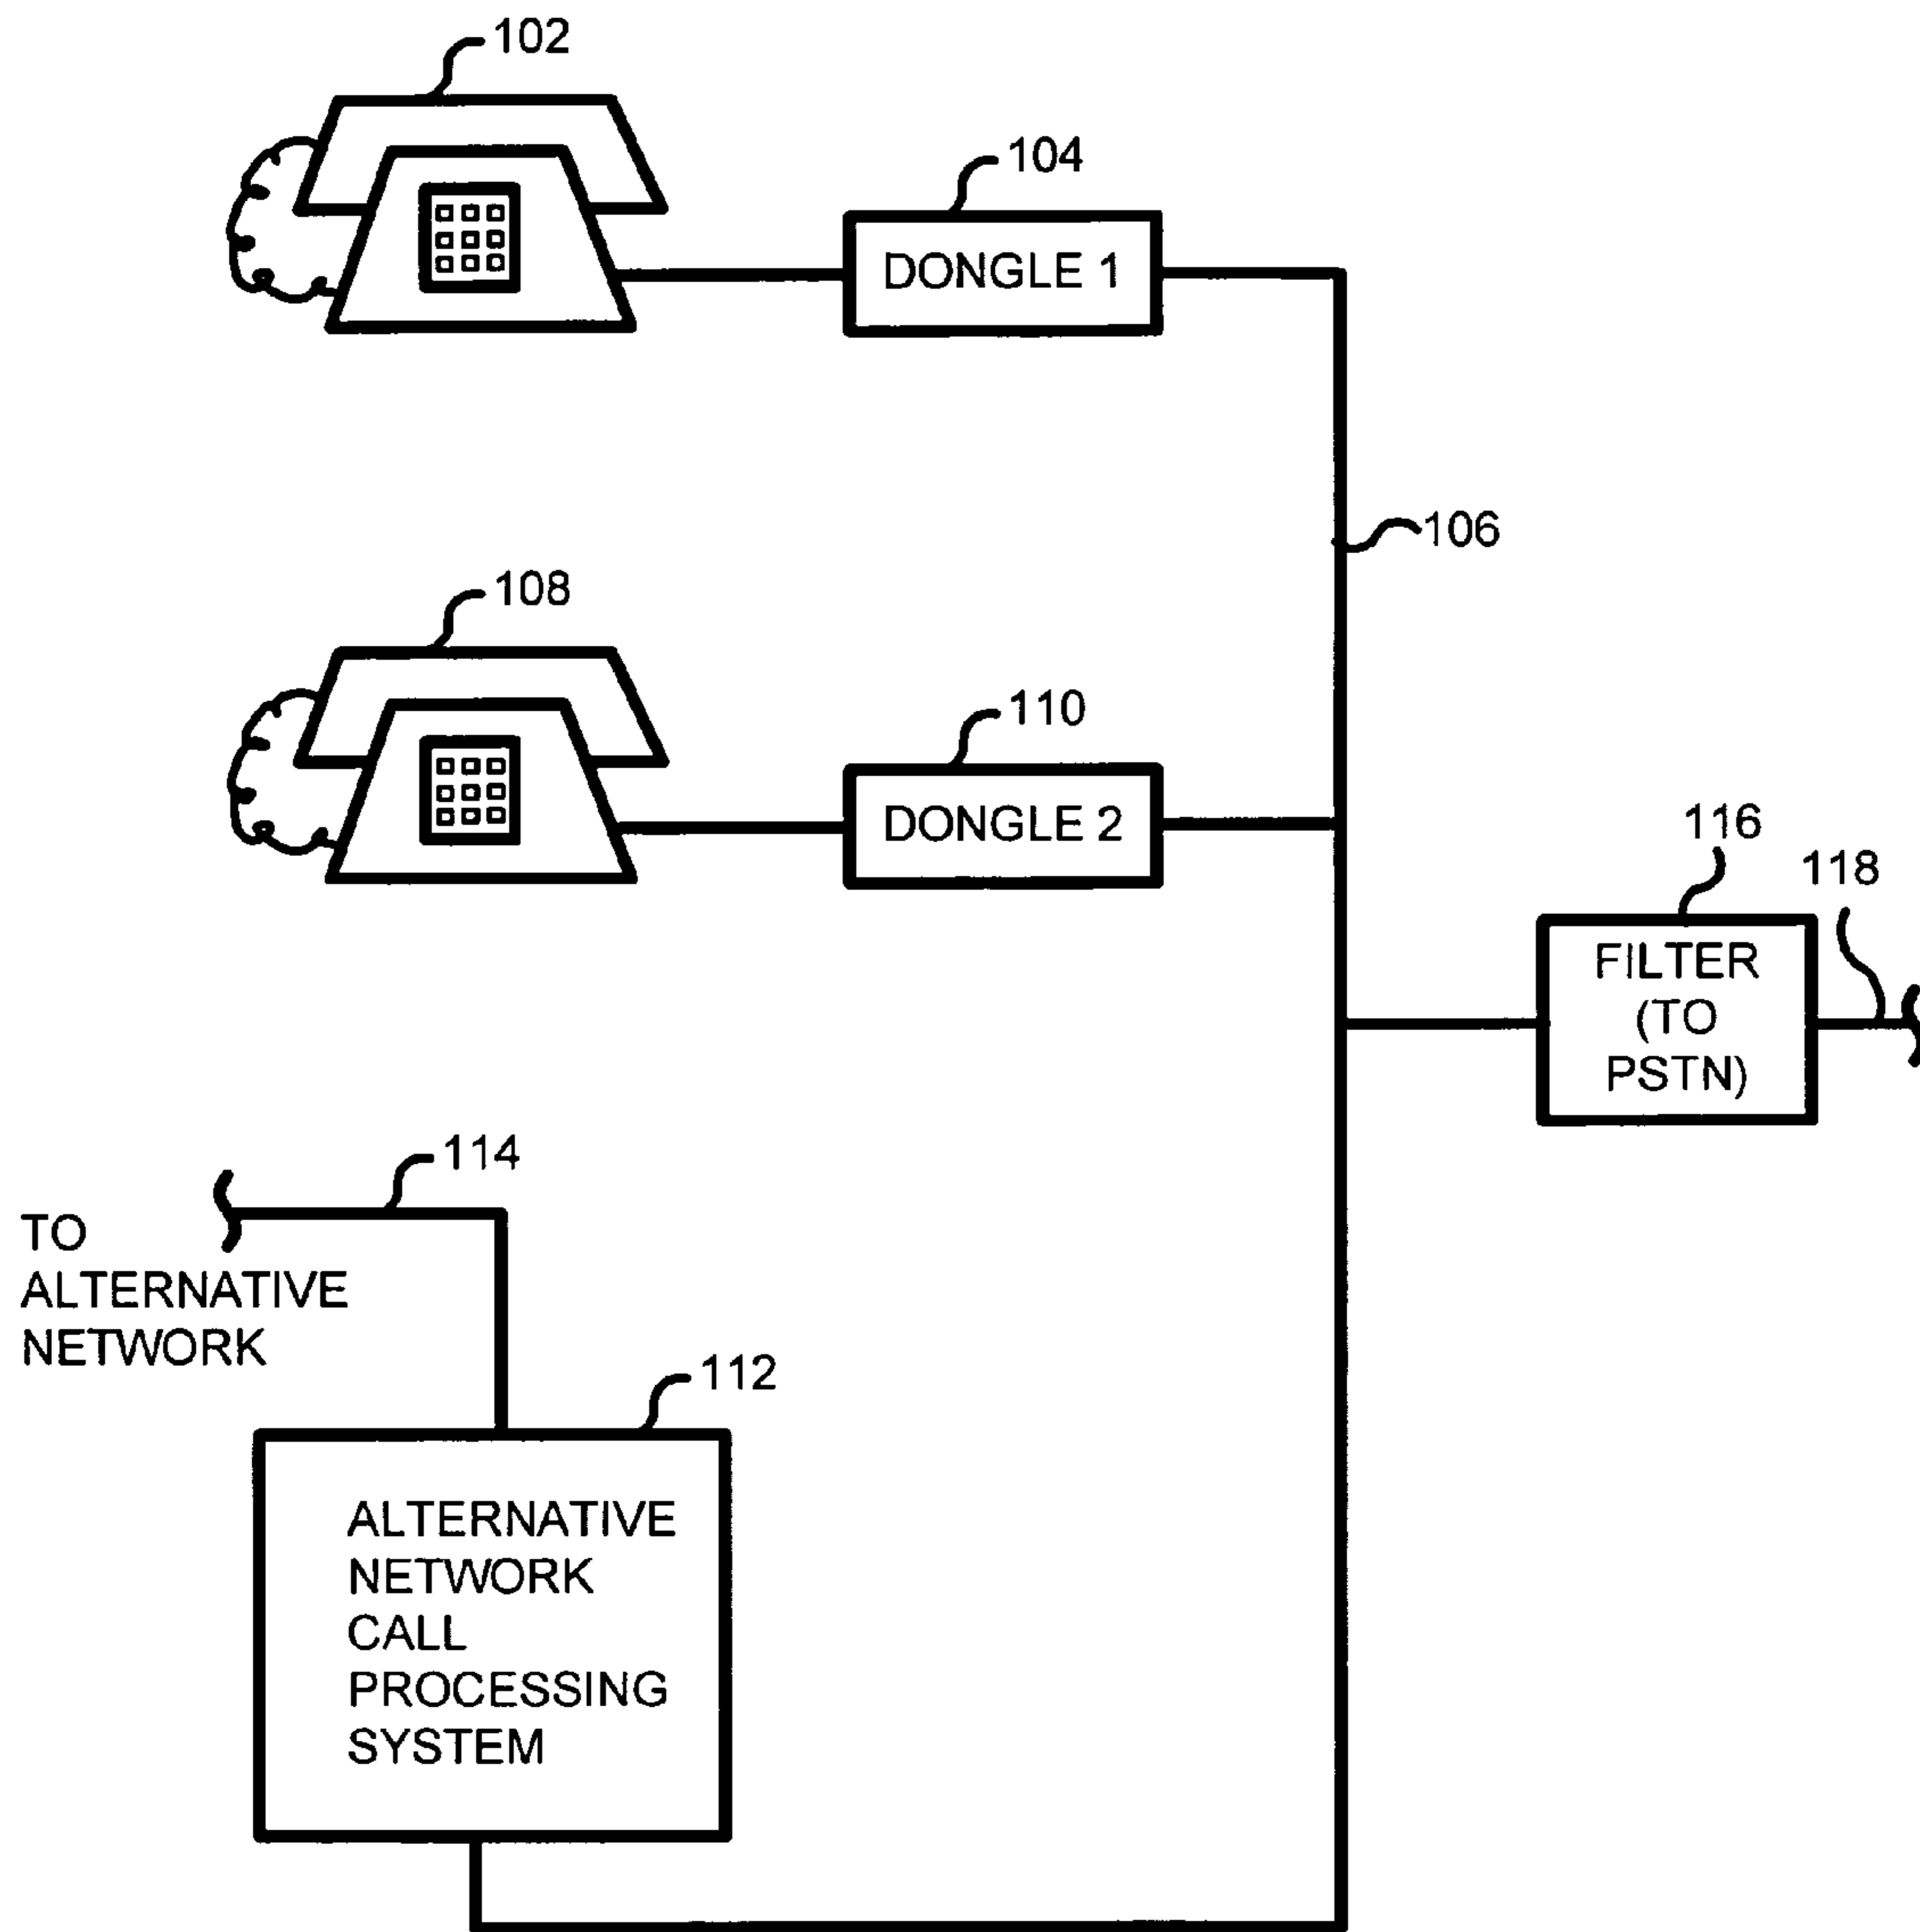 102
104
DONGLE 1
106
108
110
DONGLE 2
116
118
FILTER
(TO
PSTN)
114
TO
ALTERNATIVE
NETWORK
112
ALTERNATIVE
NETWORK
CALL
PROCESSING
SYSTEM